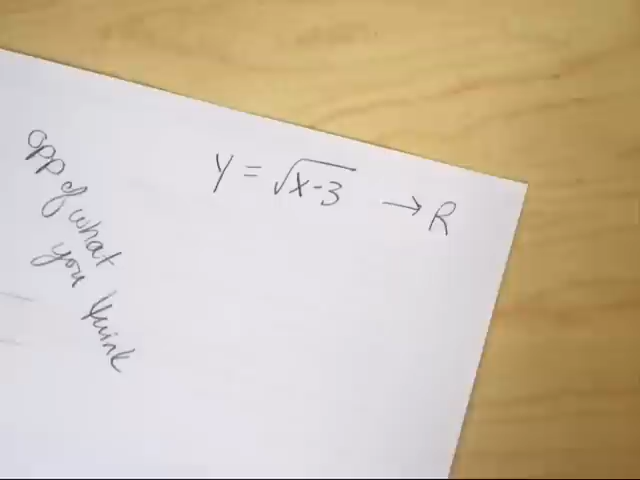 opp of what
you think
y = √x-3 → R